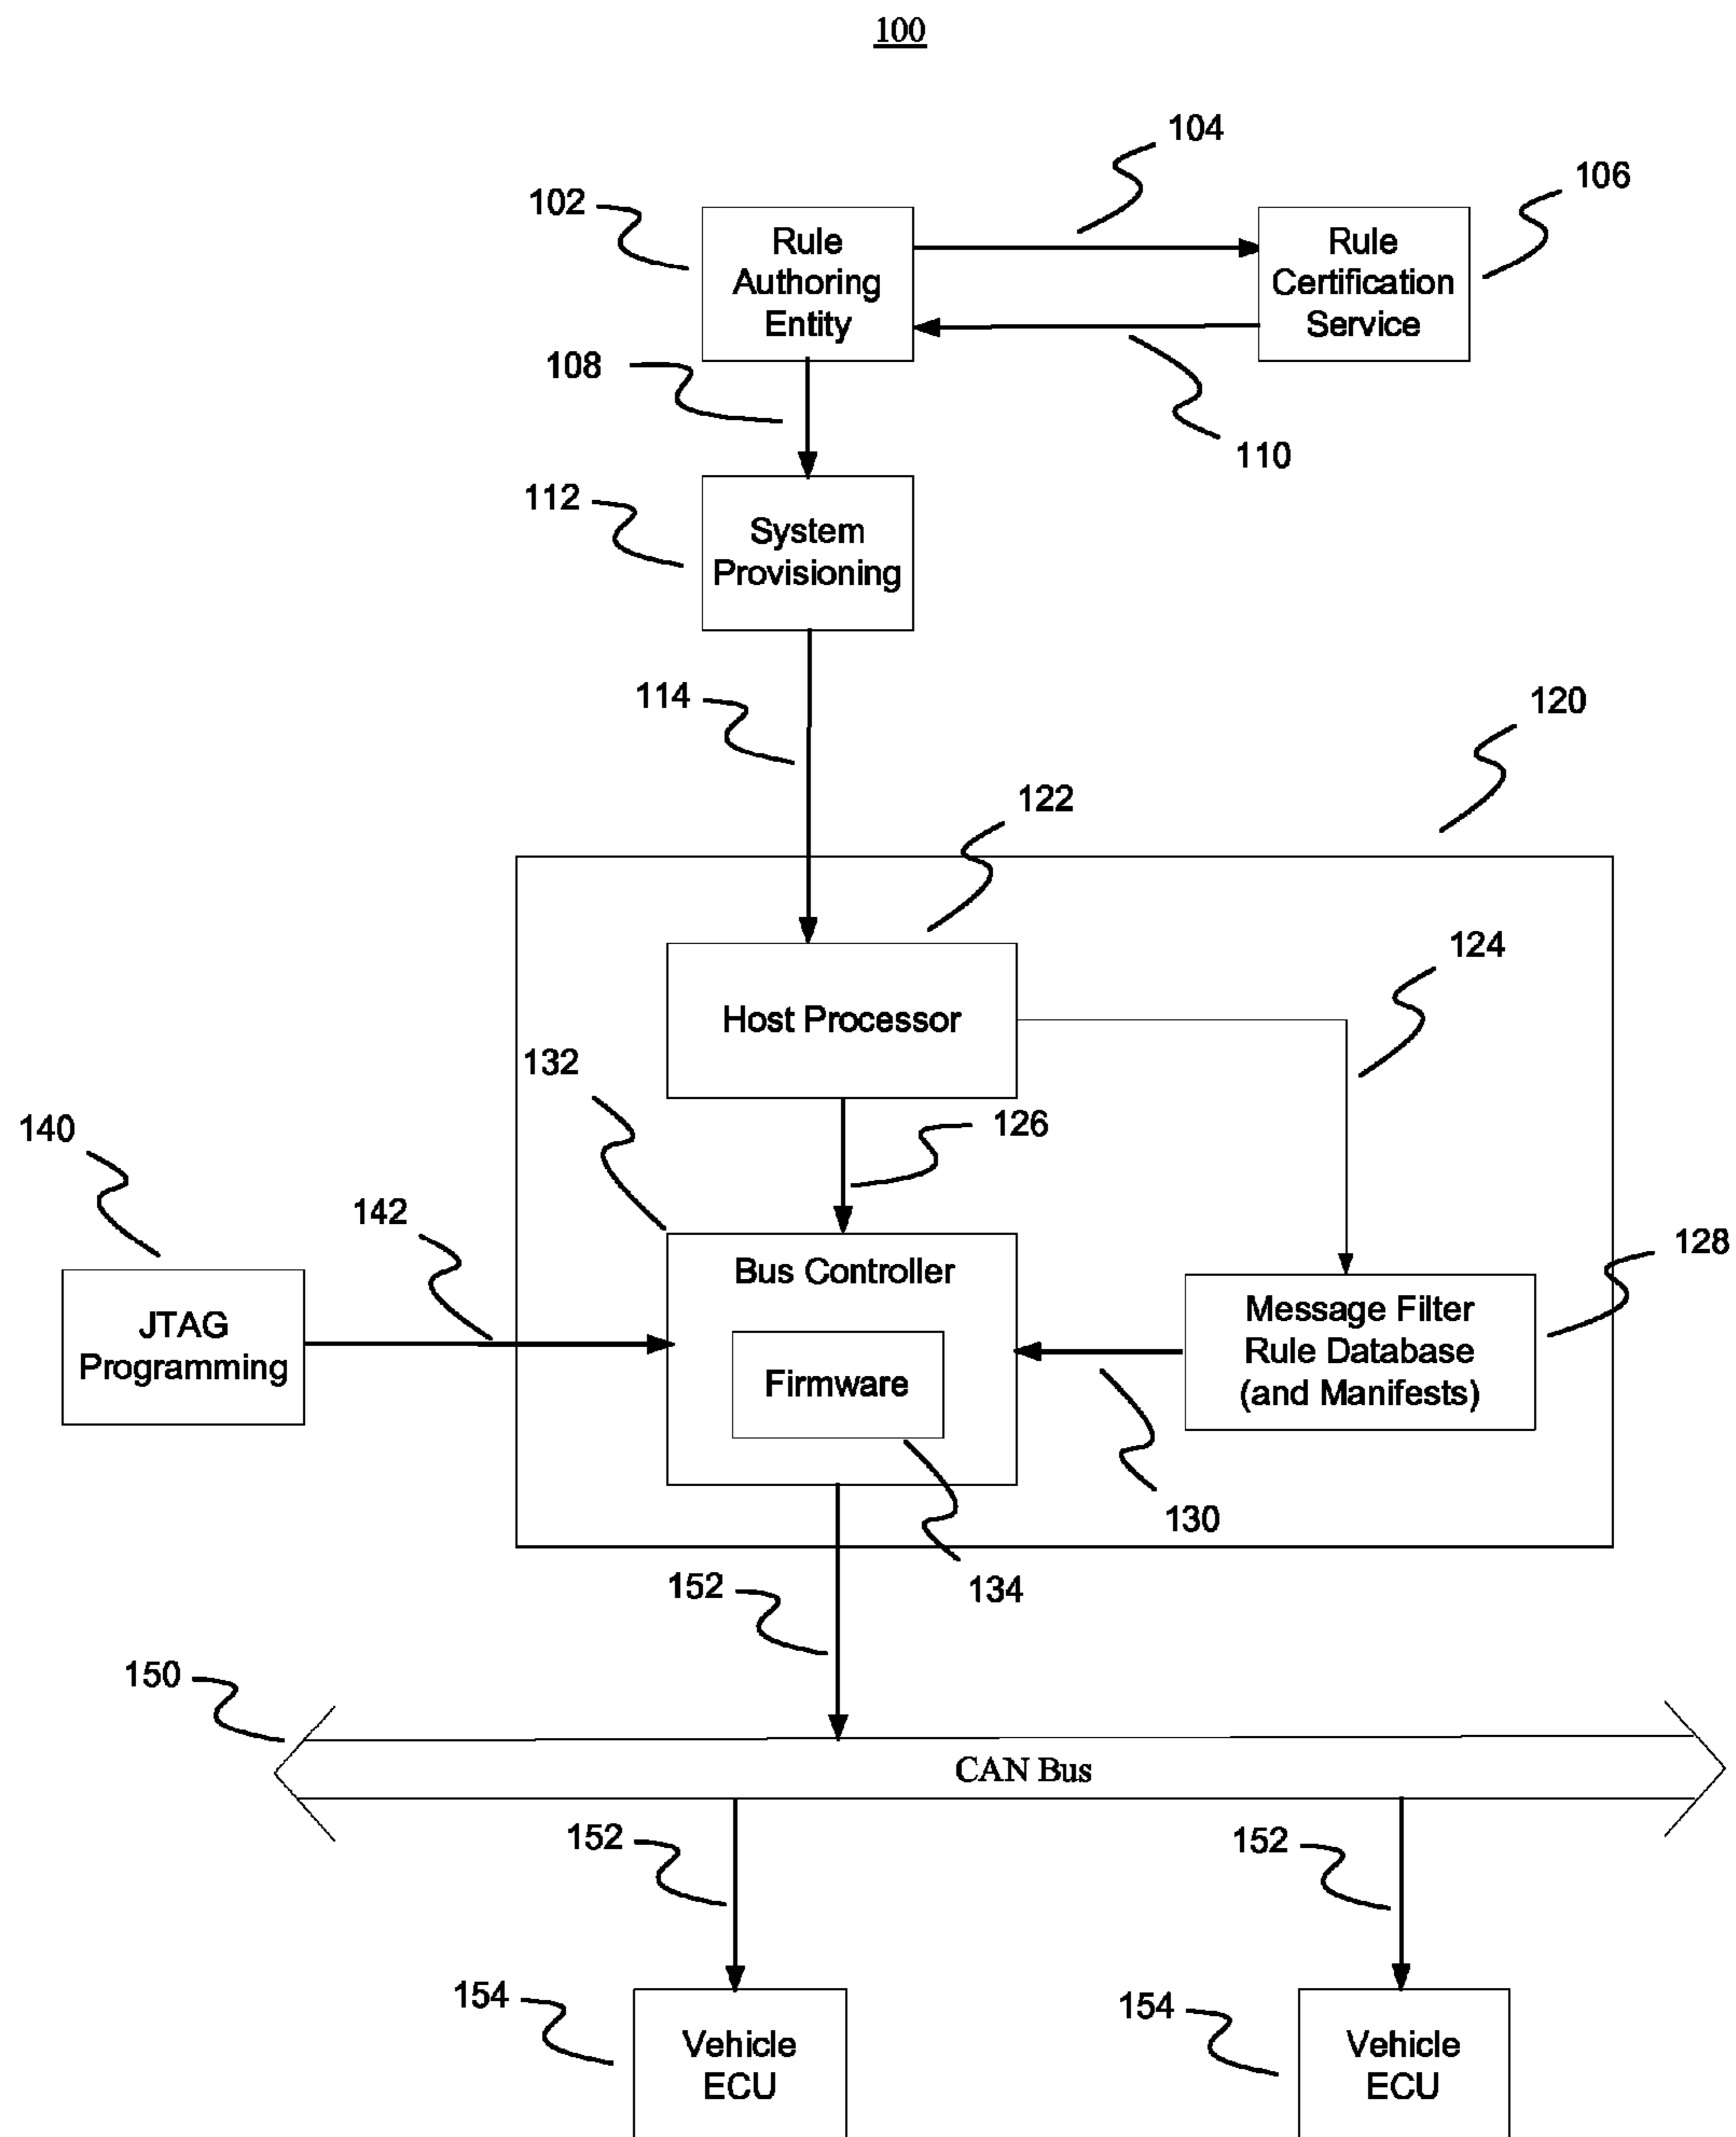 100
104
106
102
Rule
Authoring
Entity
Rule
Certification
Service
108
110
112
System
Provisioning
114
120
122
124
Host Processor
132
126
140
142
128
Bus Controller
JTAG
Programming
Message Filter
Rule Database
(and Manifests)
Firmware
130
134
152
150
CAN Bus
152
152
154
154
Vehicle
ECU
Vehicle
ECU